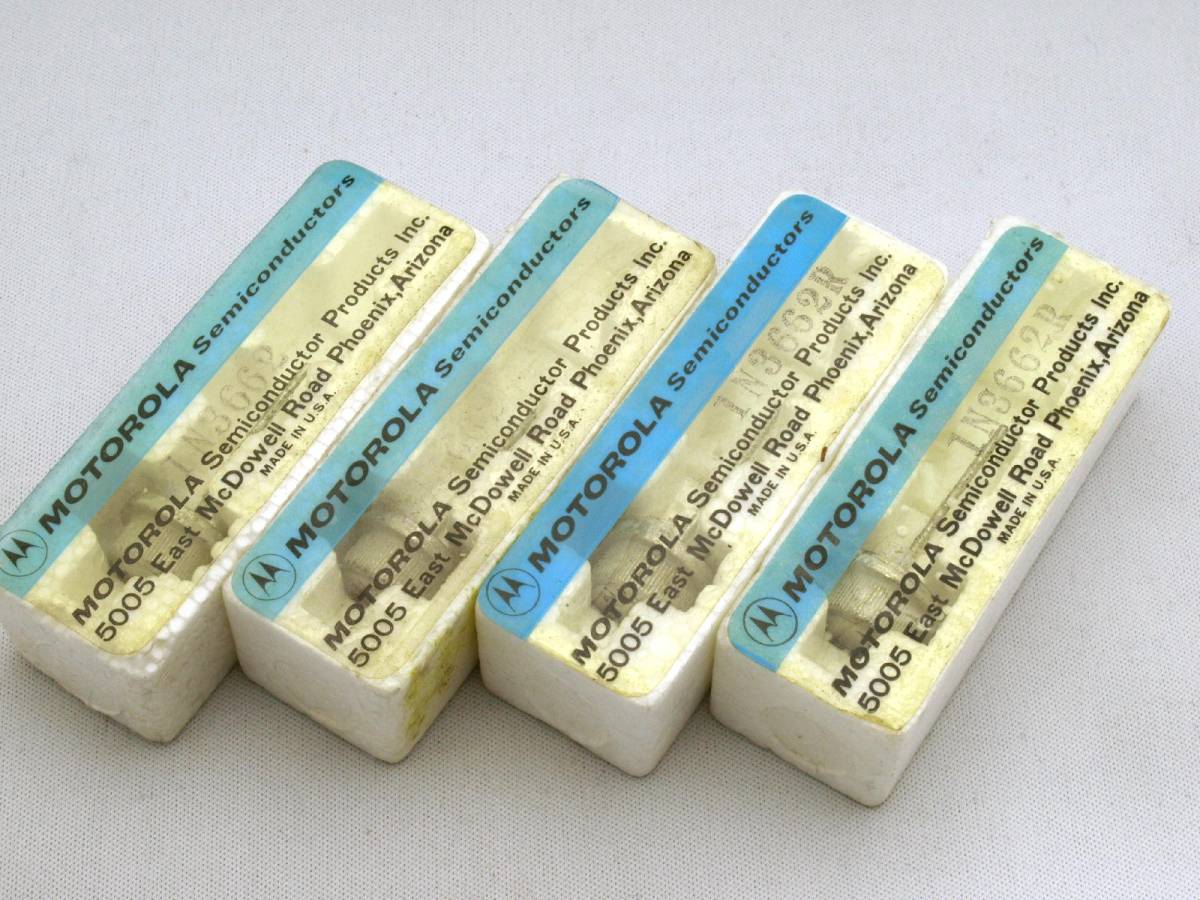 MOTOROLA Semiconductors
1N3662
MOTOROLA Semiconductor Products Inc.
5005 East McDowell Road Phoenix, Arizona
MADE IN U.S.A.
MOTOROLA Semiconductors
MOTOROLA Semiconductor Products Inc.
5005 East McDowell Road Phoenix, Arizona
MADE IN U.S.A.
MOTOROLA Semiconductors
1N3662R
MOTOROLA Semiconductor Products Inc.
5005 East McDowell Road Phoenix, Arizona
MADE IN U.S.A
MOTOROLA Semiconductors
1N3662R
MOTOROLA Semiconductor Products Inc.
5005 East McDowell Road Phoenix, Arizona
MADE IN U.S.A